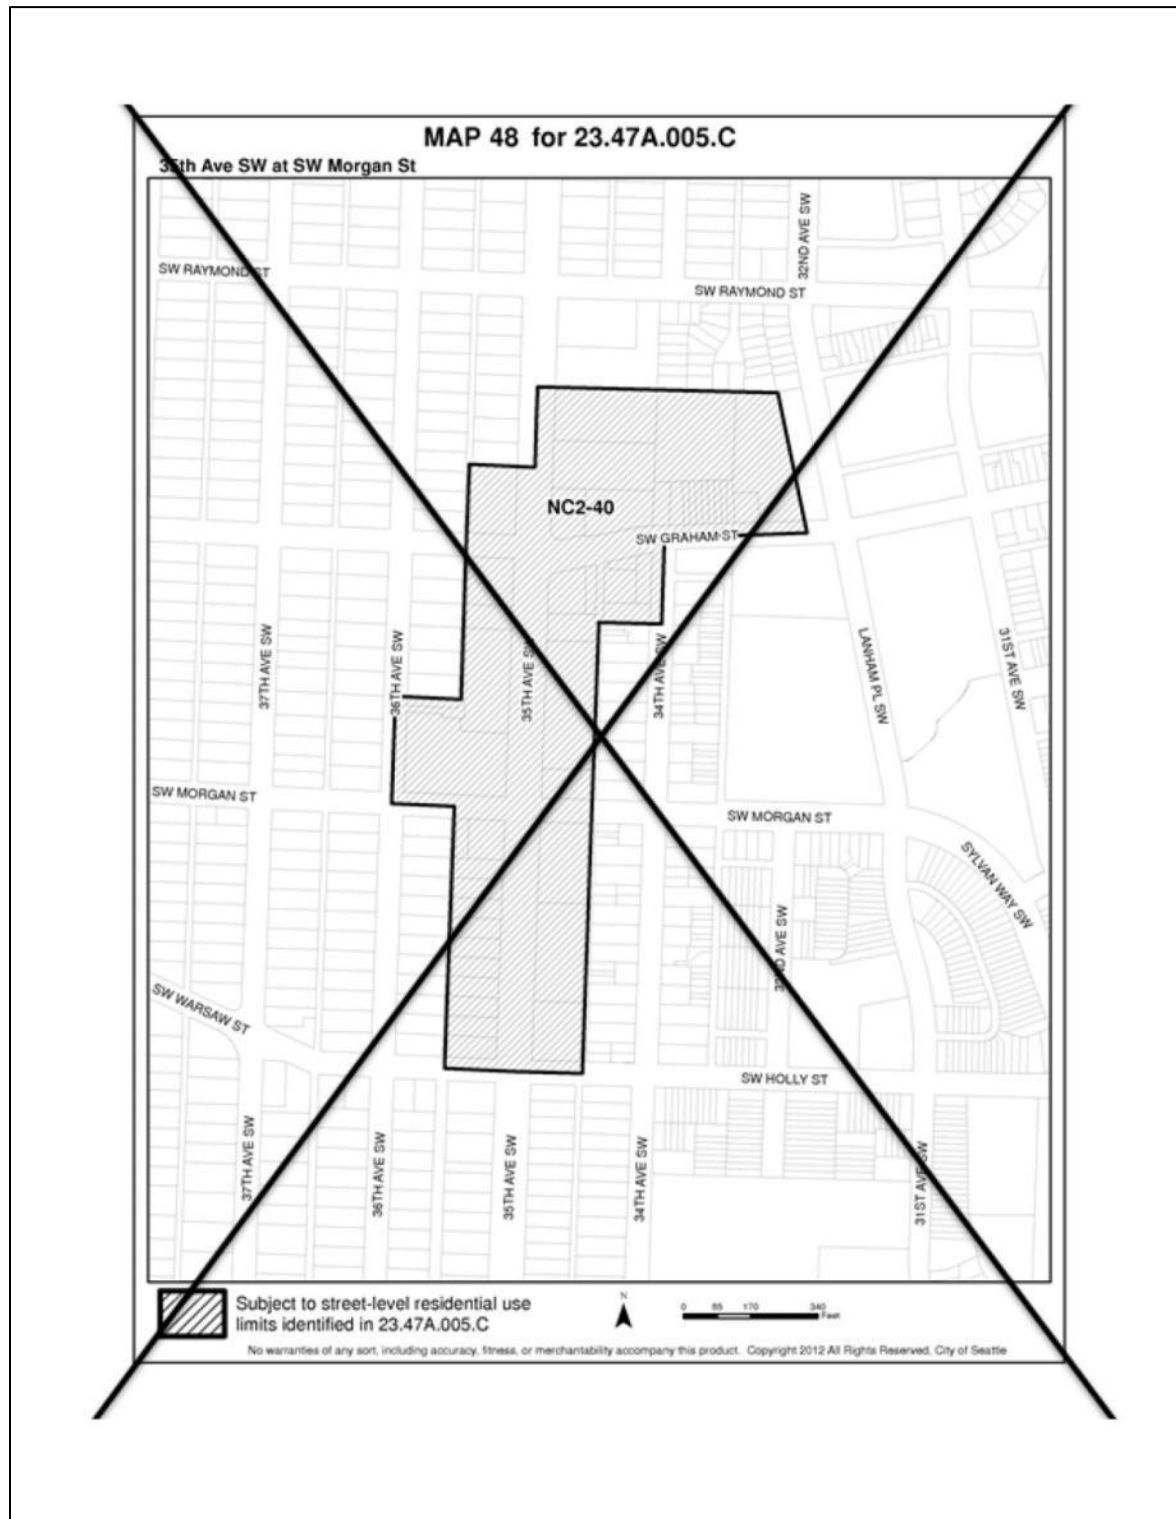 MAP 48 for 23.47A.005.C
35th Ave SW at SW Morgan St
32ND AVE SW
SW RAYMOND ST
SW RAYMOND ST
NC2-40
SW GRAHAM ST
37TH AVE SW
36TH AVE SW
35TH AVE SW
34TH AVE SW
LANHAM PL SW
31ST AVE SW
SW MORGAN ST
SW MORGAN ST
SYLVAN WAY SW
32ND AVE SW
SW WARSAW ST
SW HOLLY ST
37TH AVE SW
36TH AVE SW
35TH AVE SW
34TH AVE SW
31ST AVE SW
Subject to street-level residential use
limits identified in 23.47A.005.C
N
0 85 170 340
Feet
No warranties of any sort, including accuracy, fitness, or merchantability accompany this product. Copyright 2012 All Rights Reserved, City of Seattle